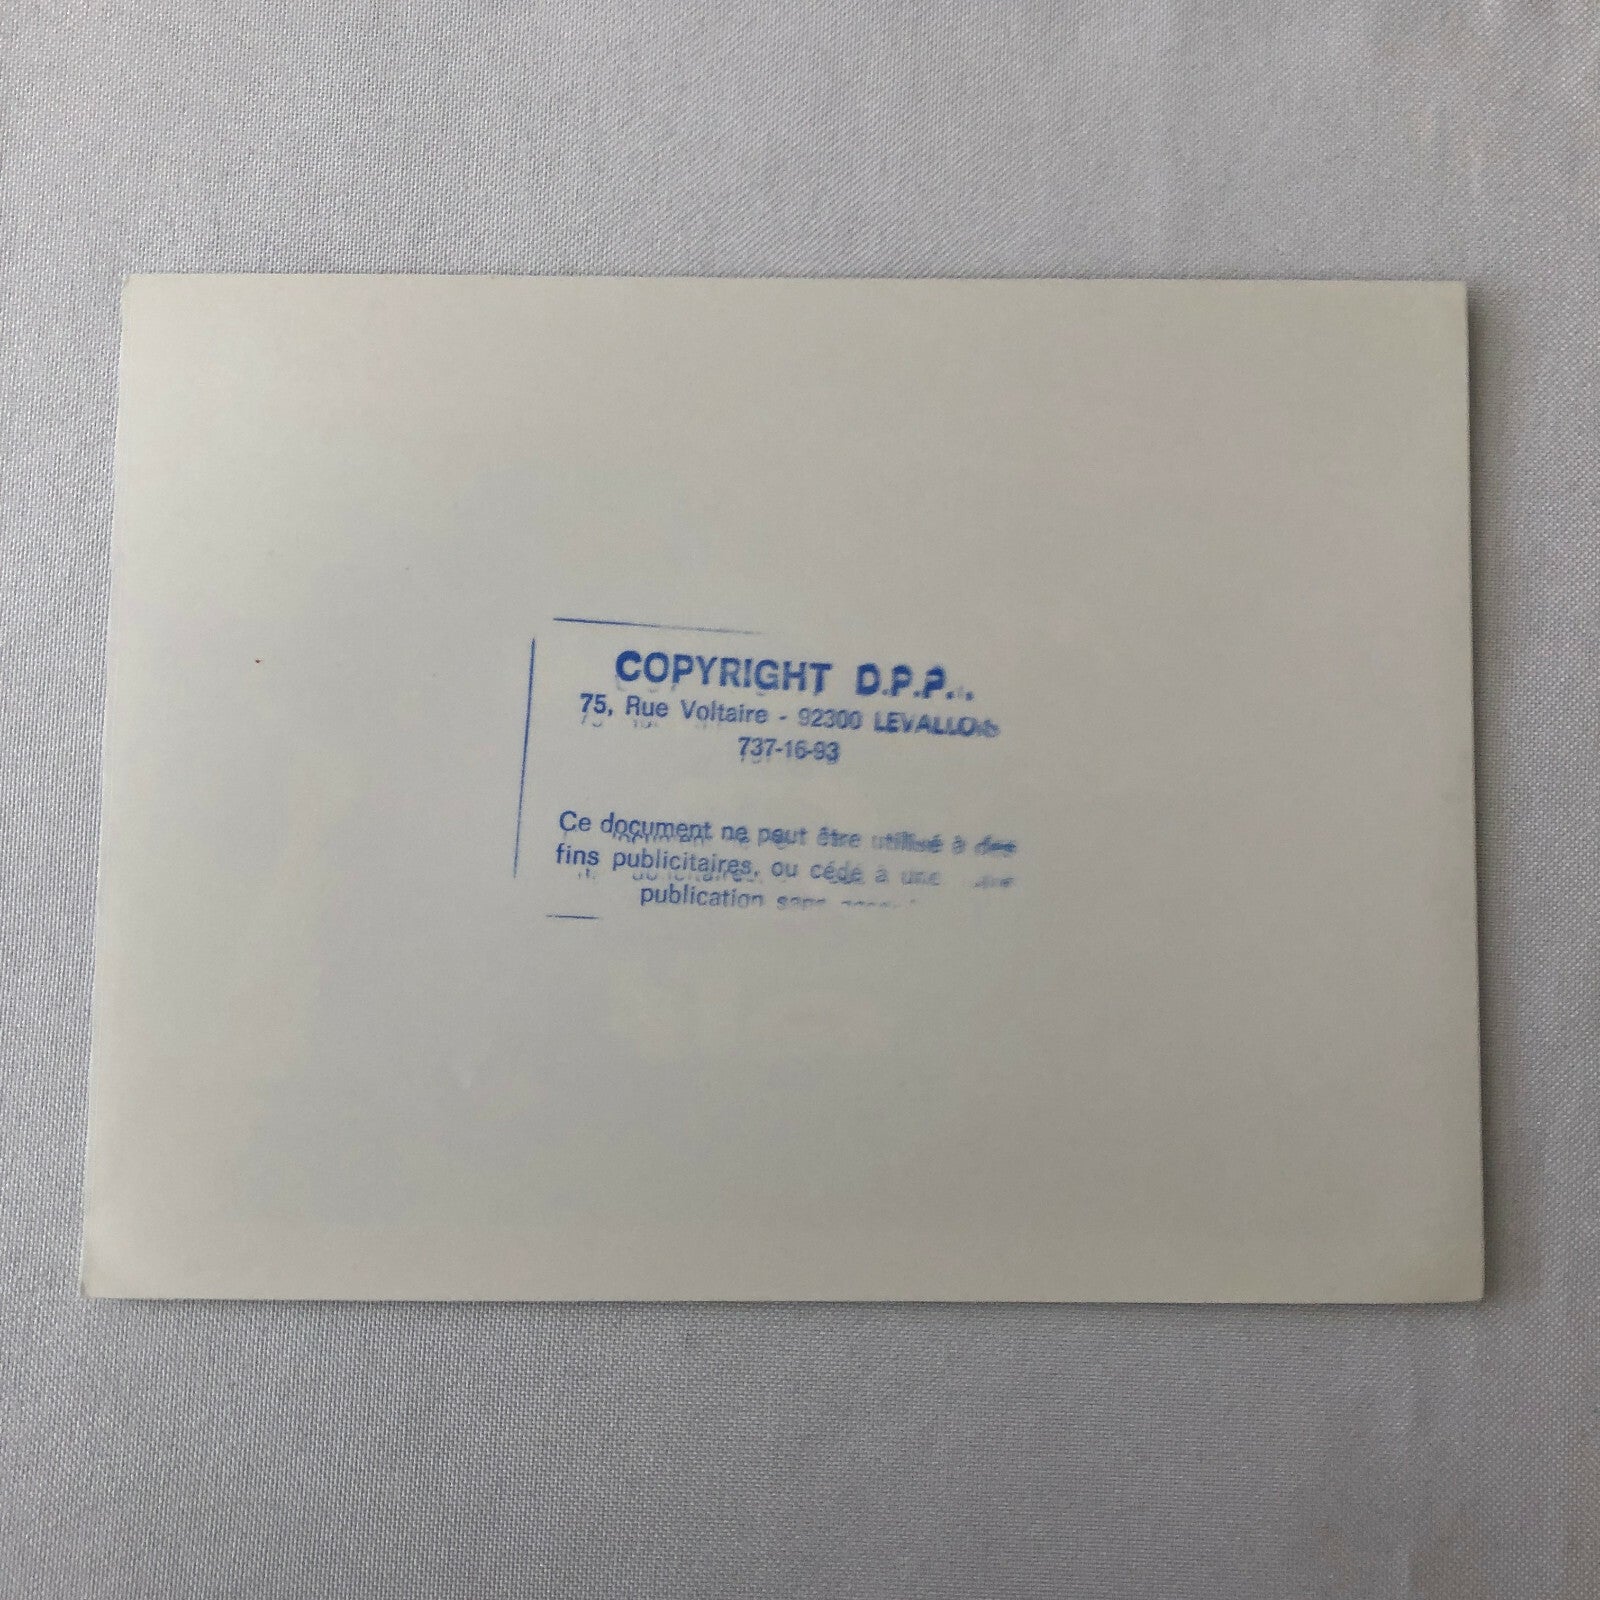 COPYRIGHT D.P.P.
75, Rue Voltaire - 92300 LEVALLOIS
737-16-93
Ce document ne peut être utilisé à des
fins publicitaires, ou cédé à une
publication sans